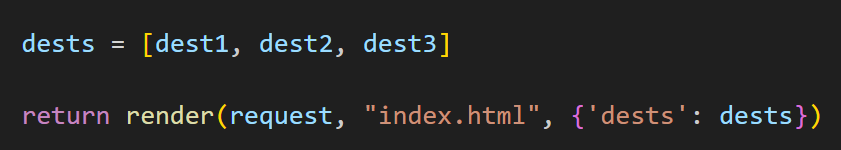 dests = [dest1, dest2, dest3]
return render(request, "index.html", {'dests': dests})